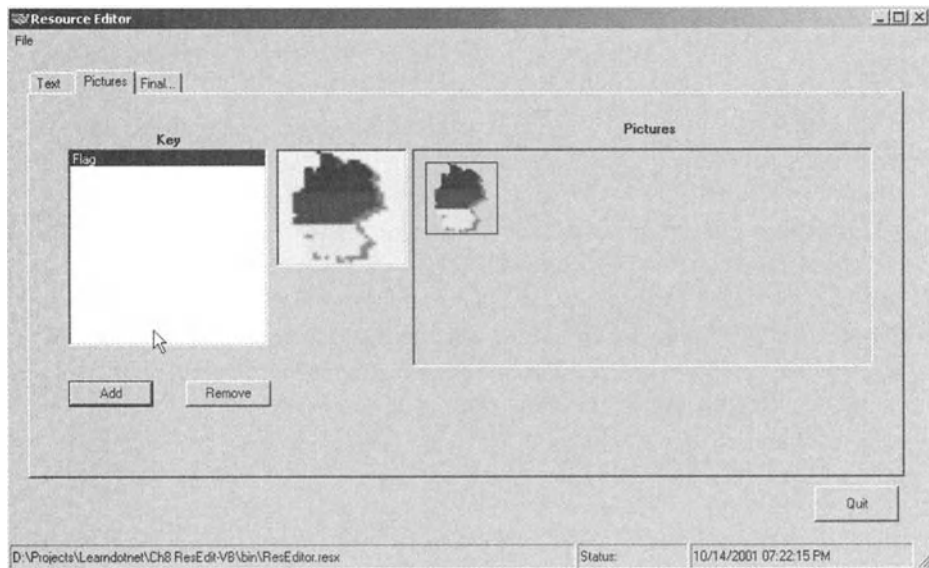 Resource Editor
File
Text Pictures Final...
Key
Pictures
Flag
Add Remove
Quit
D:\Projects\Learndotnet\Ch8 ResEdit-VB\bin\ResEditor.resx Status: 10/14/2001 07:22:15 PM